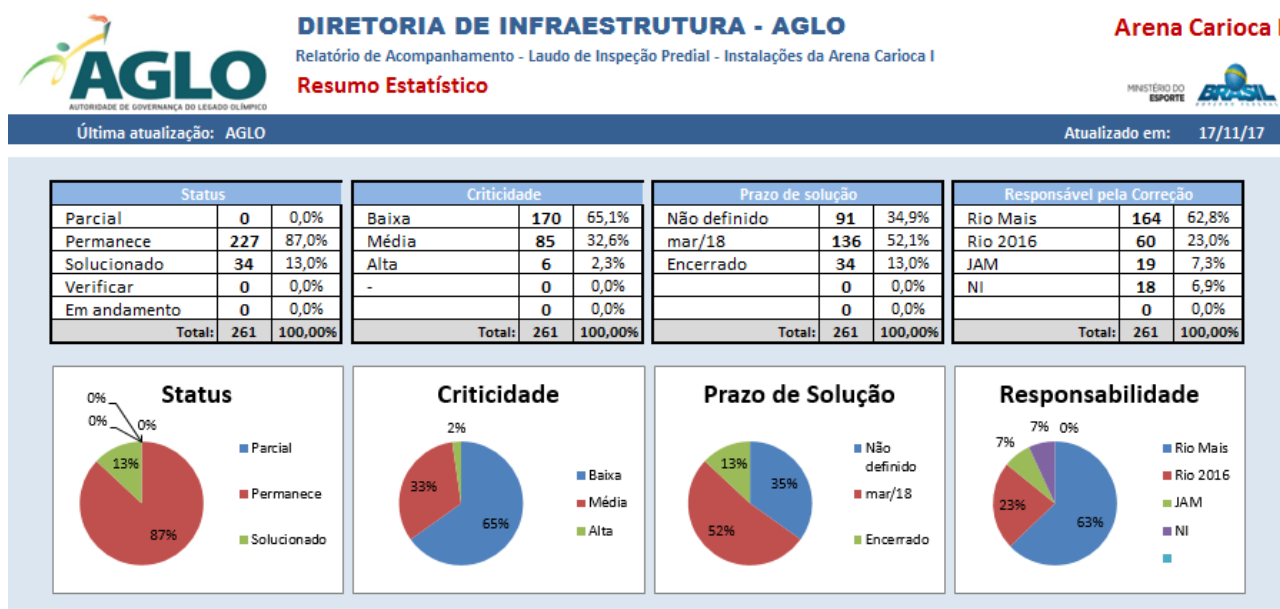 DIRETORIA DE INFRAESTRUTURA - AGLO
Arena Carioca I
Relatório de Acompanhamento - Laudo de Inspeção Predial - Instalações da Arena Carioca I
Resumo Estatístico
AGLO
AUTORIDADE DE GOVERNANÇA DO LEGADO OLÍMPICO
MINISTÉRIO DO
ESPORTE
BRASIL
GOVERNO FEDERAL
Última atualização: AGLO
Atualizado em: 17/11/17
Status
Parcial 0 0,0%
Permanece 227 87,0%
Solucionado 34 13,0%
Verificar 0 0,0%
Em andamento 0 0,0%
Total: 261 100,00%
Criticidade
Baixa 170 65,1%
Média 85 32,6%
Alta 6 2,3%
- 0 0,0%
0 0,0%
Total: 261 100,00%
Prazo de solução
Não definido 91 34,9%
mar/18 136 52,1%
Encerrado 34 13,0%
0 0,0%
0 0,0%
Total: 261 100,00%
Responsável pela Correção
Rio Mais 164 62,8%
Rio 2016 60 23,0%
JAM 19 7,3%
NI 18 6,9%
0 0,0%
Total: 261 100,00%
Status
0%
0%
0%
13%
87%
Parcial
Permanece
Solucionado
Criticidade
2%
33%
65%
Baixa
Média
Alta
Prazo de Solução
13%
35%
52%
Não
definido
mar/18
Encerrado
Responsabilidade
7% 0%
7%
23%
63%
Rio Mais
Rio 2016
JAM
NI